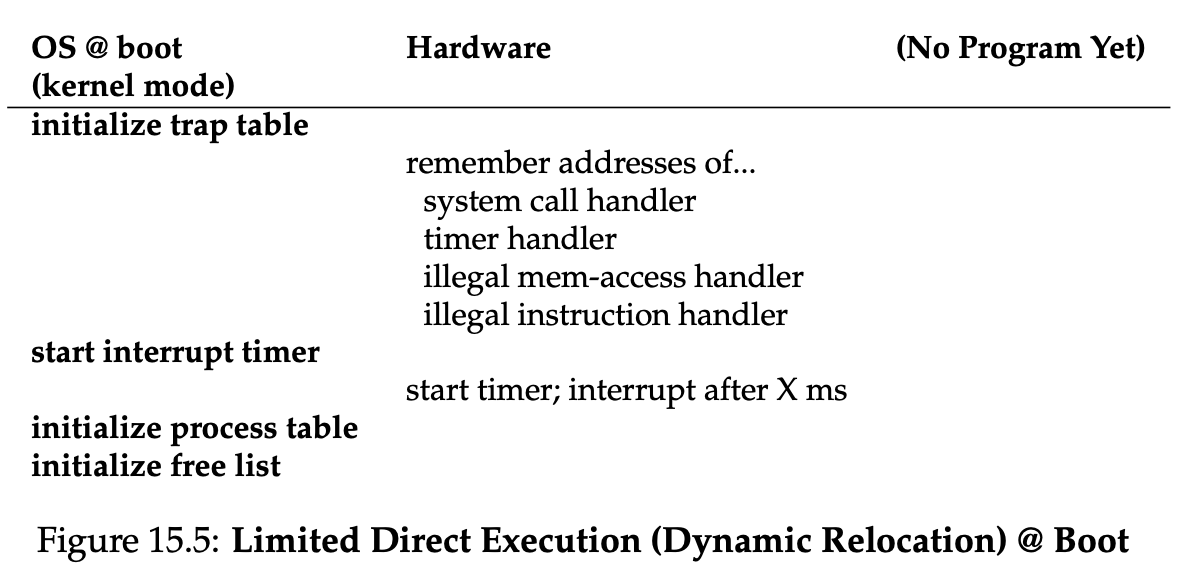 OS @ boot Hardware (No Program Yet)
(kernel mode)
initialize trap table
remember addresses of...
system call handler
timer handler
illegal mem-access handler
illegal instruction handler
start interrupt timer
start timer; interrupt after X ms
initialize process table
initialize free list
Figure 15.5: Limited Direct Execution (Dynamic Relocation) @ Boot